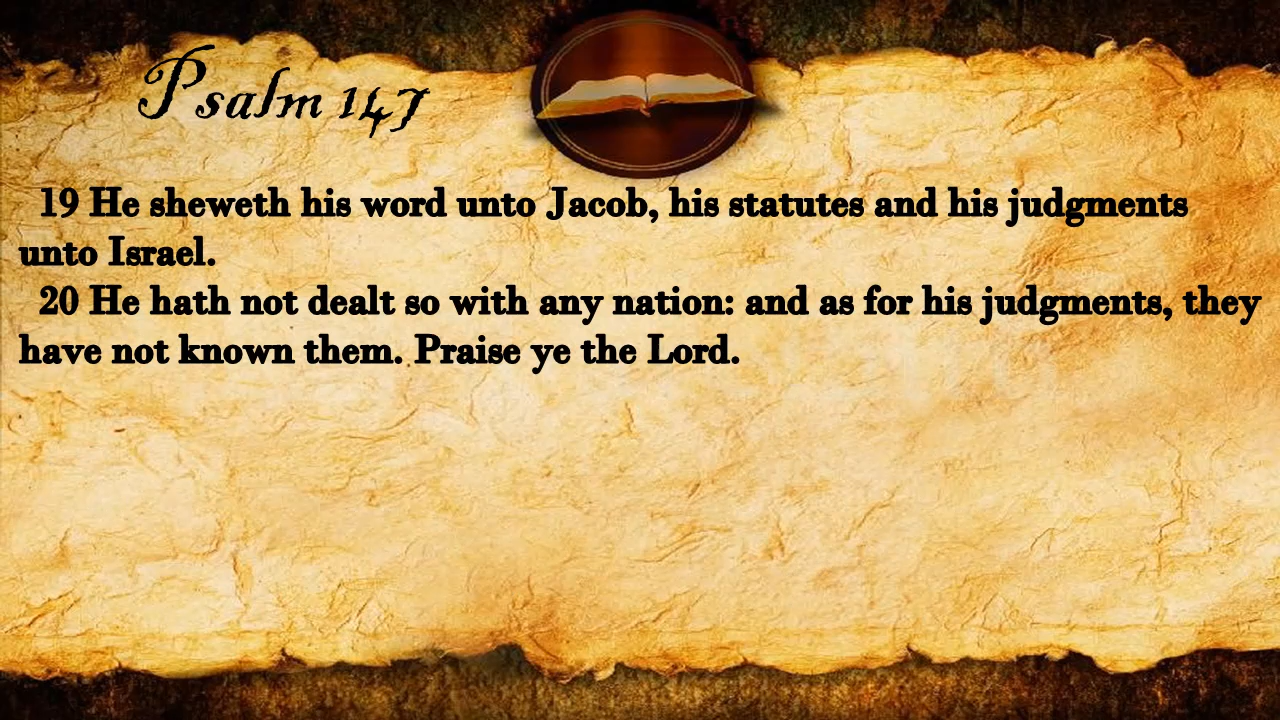 Psalm 147
19 He sheweth his word unto Jacob, his statutes and his judgments
unto Israel.
20 He hath not dealt so with any nation: and as for his judgments, they
have not known them. Praise ye the Lord.